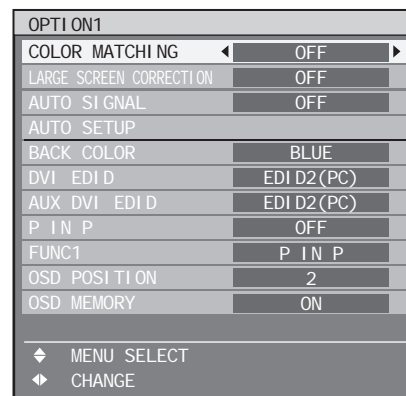 OPTION1
COLOR MATCHING OFF
LARGE SCREEN CORRECTION OFF
AUTO SIGNAL OFF
AUTO SETUP
BACK COLOR BLUE
DVI EDID EDID2(PC)
AUX DVI EDID EDID2(PC)
P IN P OFF
FUNC1 P IN P
OSD POSITION 2
OSD MEMORY ON
MENU SELECT
CHANGE